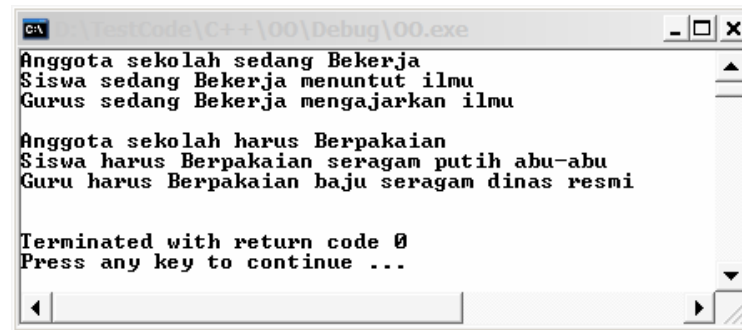 D:\TestCode\C++\OO\Debug\OO.exe
Anggota sekolah sedang Bekerja
Siswa sedang Bekerja menuntut ilmu
Gurus sedang Bekerja mengajarkan ilmu
Anggota sekolah harus Berpakaian
Siswa harus Berpakaian seragam putih abu-abu
Guru harus Berpakaian baju seragam dinas resmi
Terminated with return code 0
Press any key to continue ...